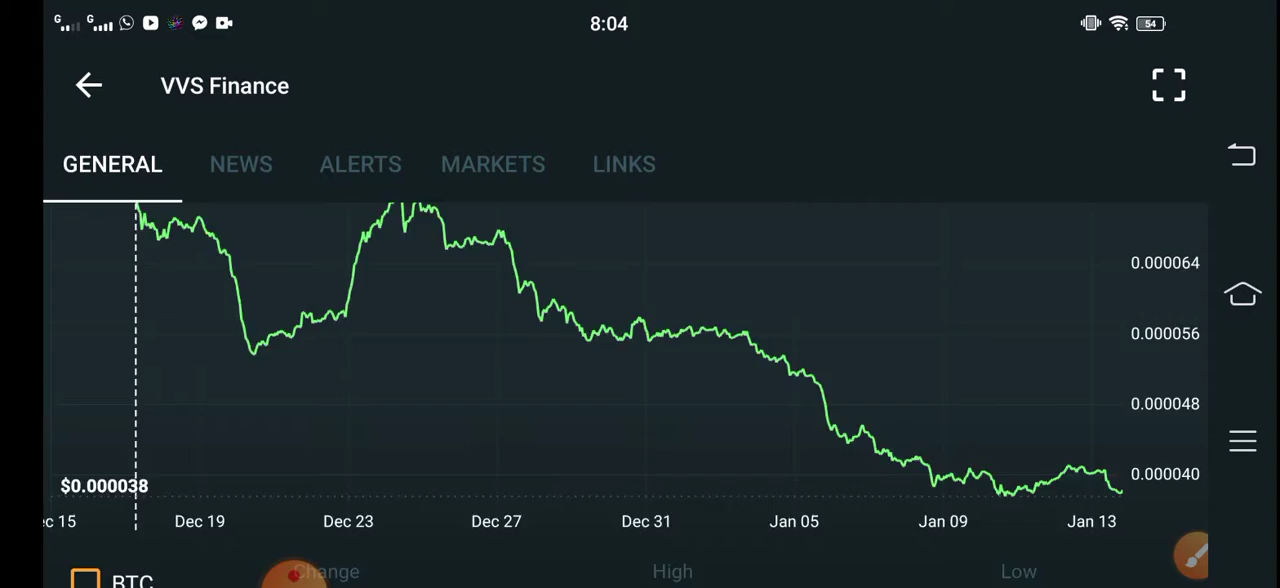 G G 8:04 54
VVS Finance
GENERAL NEWS ALERTS MARKETS LINKS
0.000064
0.000056
0.000048
0.000040
$0.000038
c 15 Dec 19 Dec 23 Dec 27 Dec 31 Jan 05 Jan 09 Jan 13
BTC Change High Low